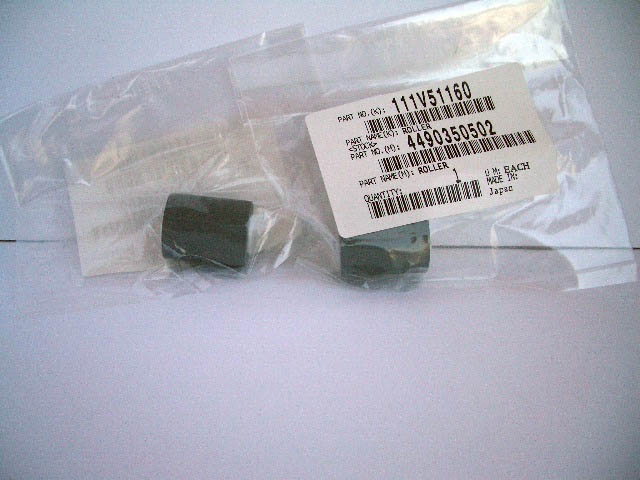 PART NO.(K): 111V51160
PART NAME(K): ROLLER
<STOCK>
PART NO.(M): 4490350502
PART NAME(M): ROLLER
QUANTITY: 1 U M: EACH
MADE IN:
Japan